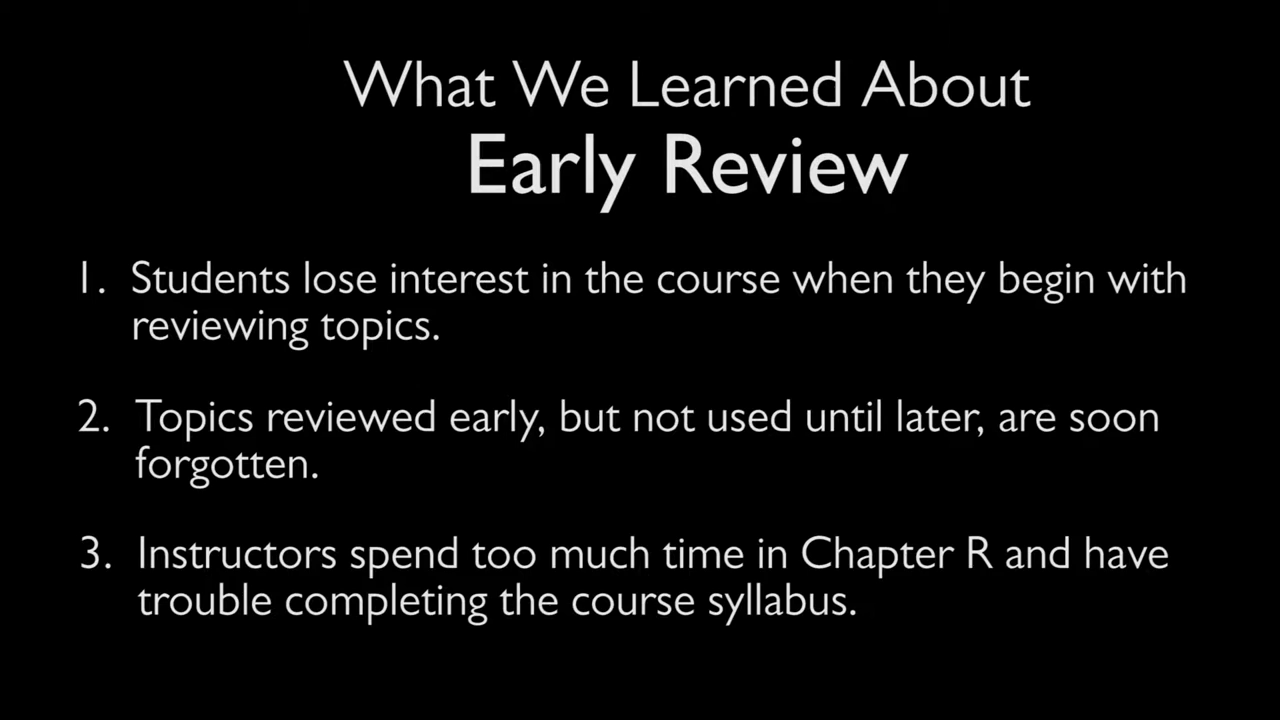 What We Learned About
Early Review
1. Students lose interest in the course when they begin with
reviewing topics.
2. Topics reviewed early, but not used until later, are soon
forgotten.
3. Instructors spend too much time in Chapter R and have
trouble completing the course syllabus.